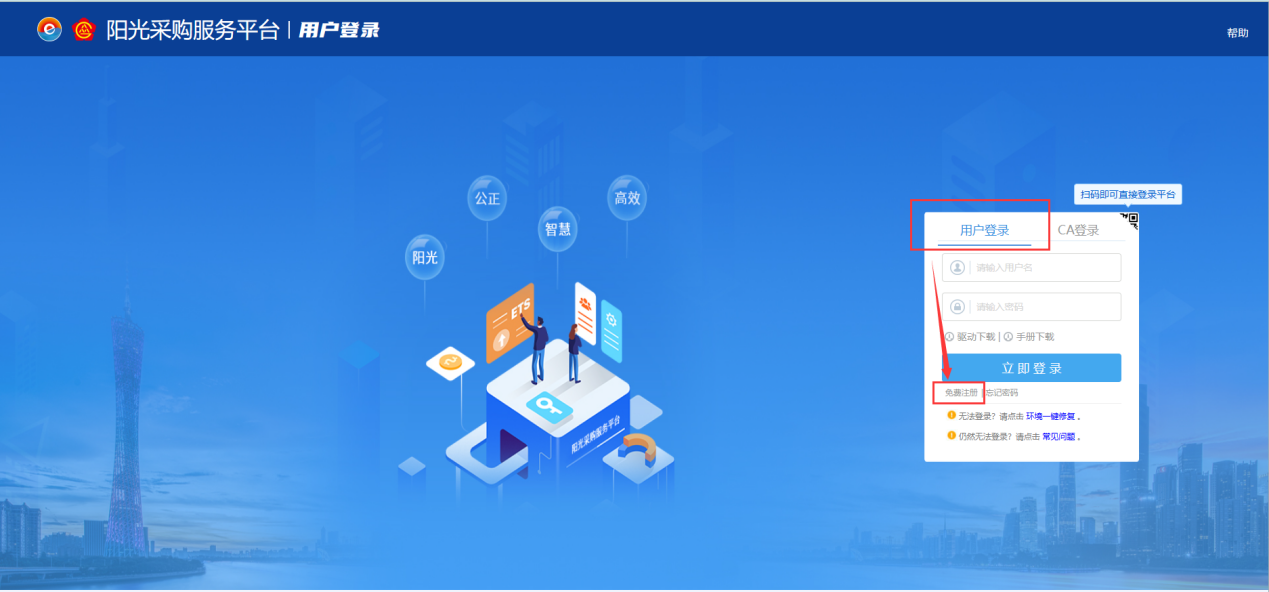 阳光采购服务平台 | 用户登录
帮助
公正
高效
智慧
阳光
ETS
阳光采购服务平台
扫码即可直接登录平台
用户登录
CA登录
请输入用户名
请输入密码
驱动下载 | 手册下载
立即登录
免费注册 | 忘记密码
无法登录？请点击 环境一键修复 。
仍然无法登录？请点击 常见问题 。